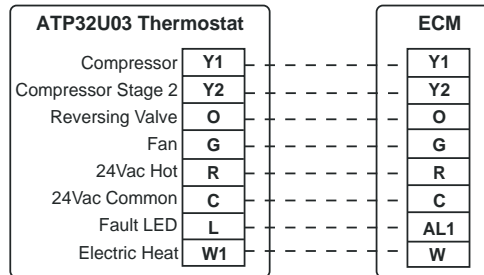 ATP32U03 Thermostat ECM
Compressor Y1 Y1
Compressor Stage 2 Y2 Y2
Reversing Valve O O
Fan G G
24Vac Hot R R
24Vac Common C C
Fault LED L AL1
Electric Heat W1 W